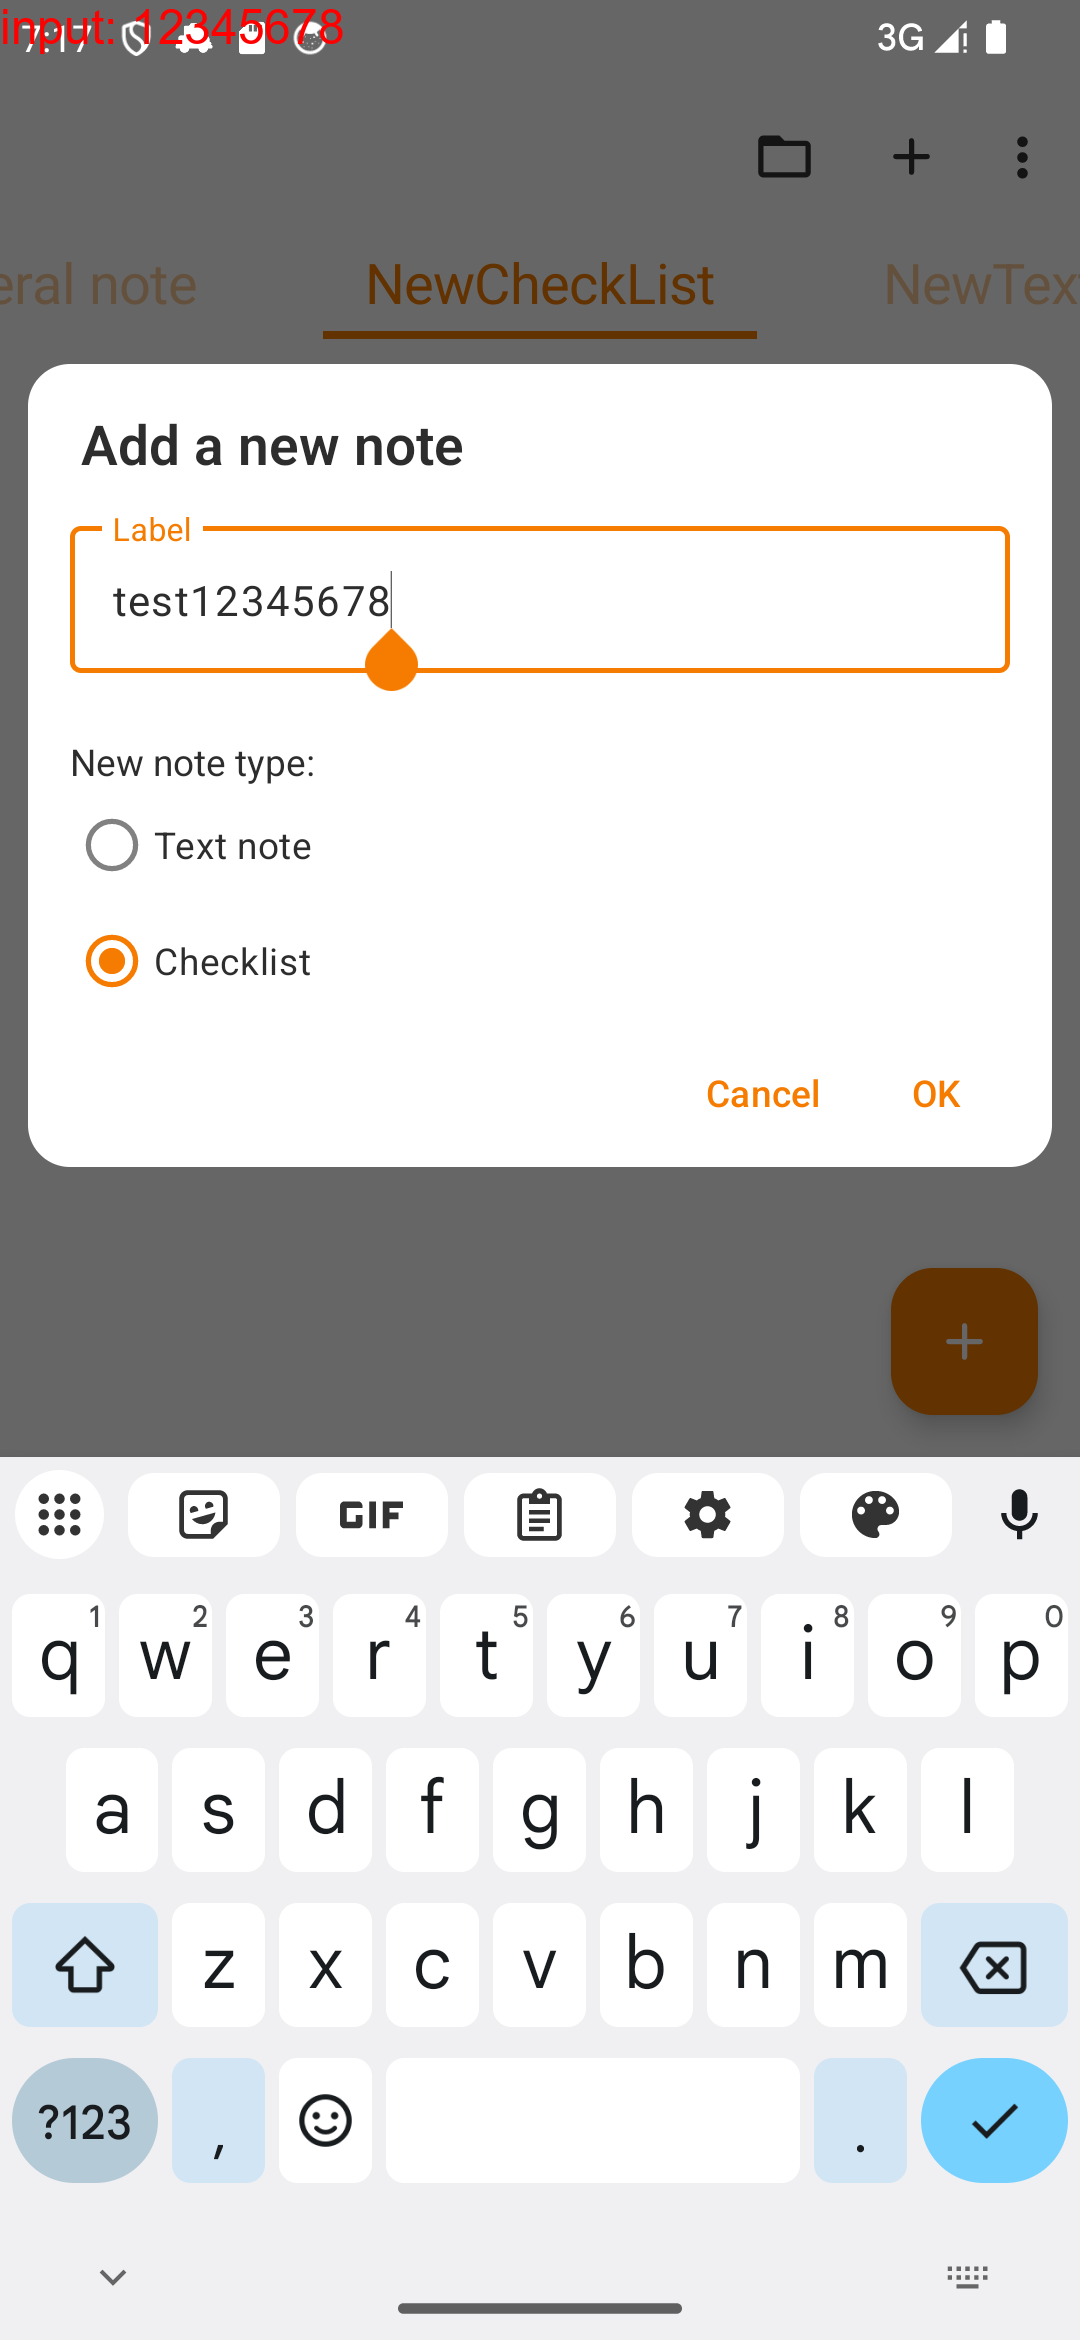 input: 12345678
7:17
3G
eral note NewCheckList NewTex
Add a new note
Label
test12345678
New note type:
Text note
Checklist
Cancel OK
GIF
1 2 3 4 5 6 7 8 9 0
q w e r t y u i o p
a s d f g h j k l
z x c v b n m
?123 , .